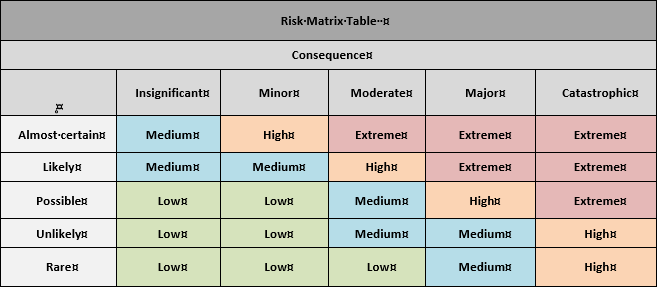 Risk·Matrix·Table··¤
Consequence¤
¤ Insignificant¤ Minor¤ Moderate¤ Major¤ Catastrophic¤
Almost·certain¤ Medium¤ High¤ Extreme¤ Extreme¤ Extreme¤
Likely¤ Medium¤ Medium¤ High¤ Extreme¤ Extreme¤
Possible¤ Low¤ Low¤ Medium¤ High¤ Extreme¤
Unlikely¤ Low¤ Low¤ Medium¤ Medium¤ High¤
Rare¤ Low¤ Low¤ Low¤ Medium¤ High¤